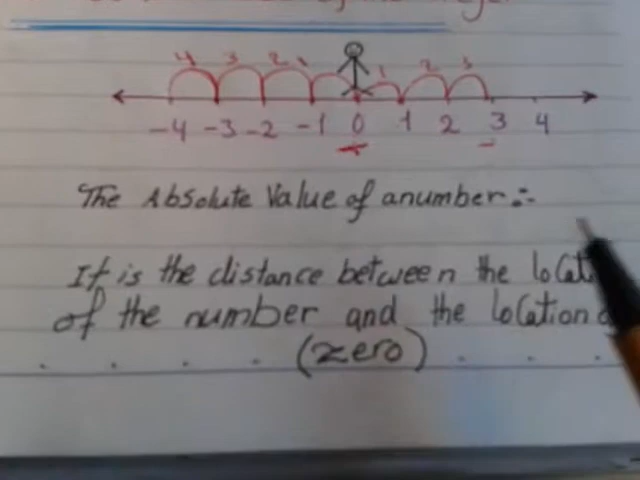 4 3 2 1 1 2 3
-4 -3 -2 -1 0 1 2 3 4
The Absolute Value of anumber :-
It is the distance between the
of the number and the location
(zero)